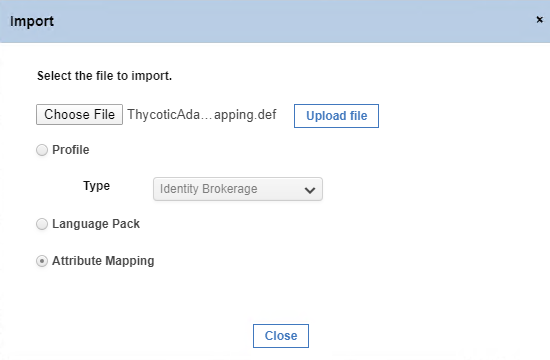 Import ×
Select the file to import.
Choose File ThycoticAda...apping.def Upload file
Profile
Type Identity Brokerage
Language Pack
Attribute Mapping
Close